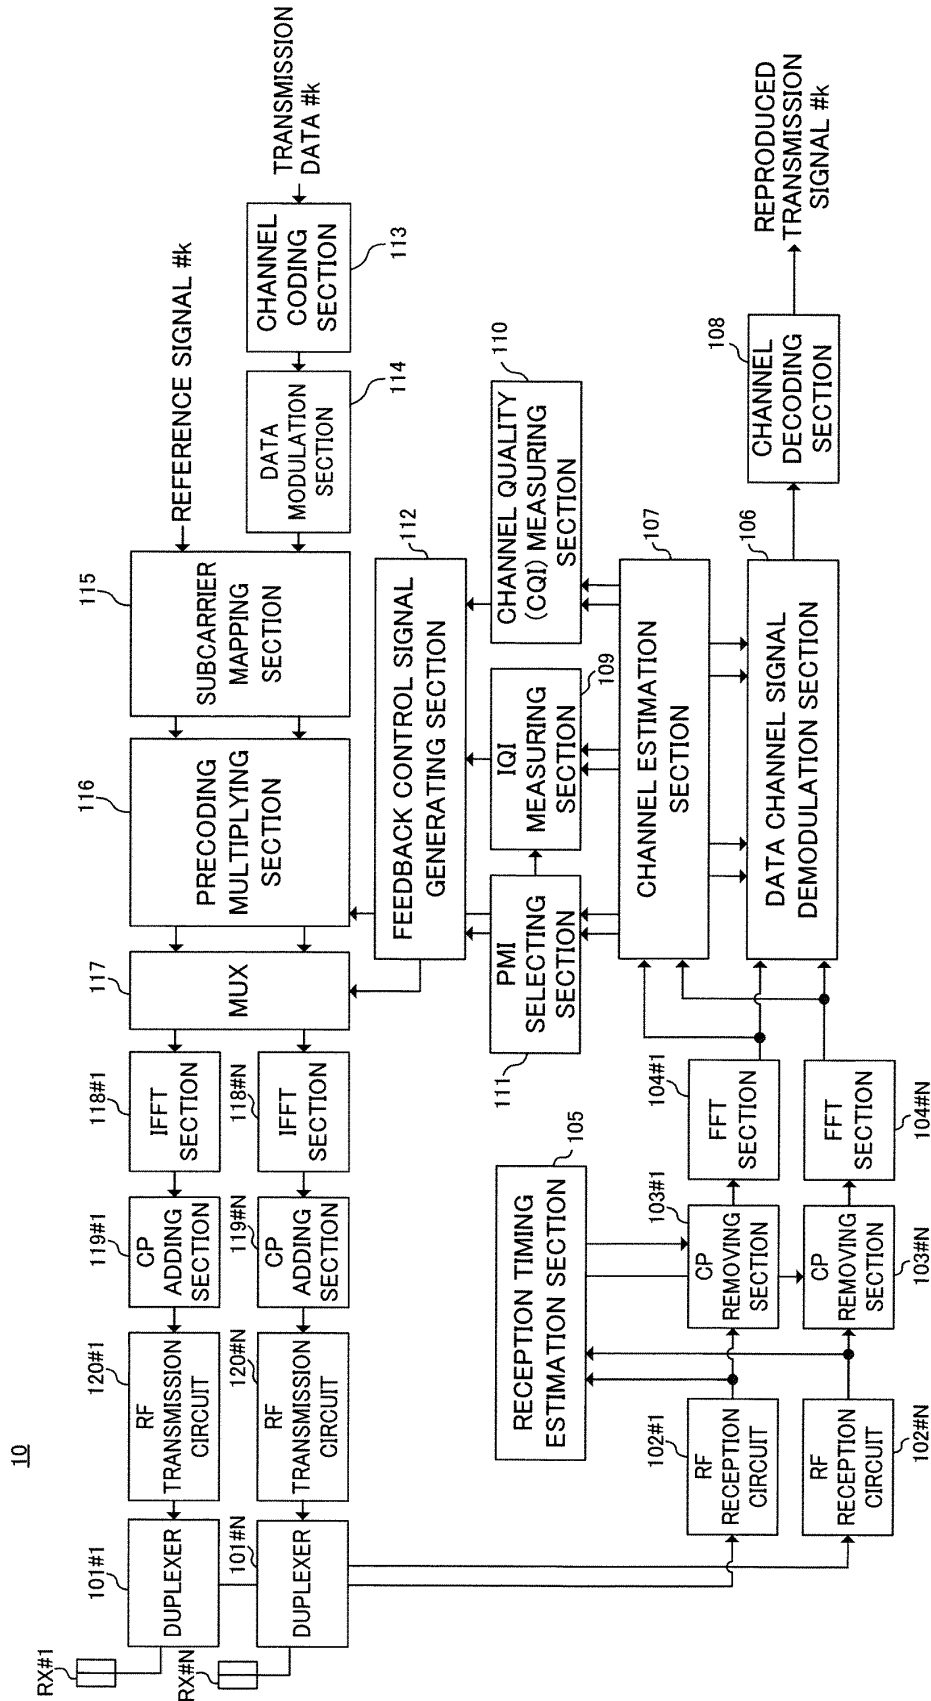 10
RX#1
RX#N
101#1
DUPLEXER
101#N
DUPLEXER
120#1
RF
TRANSMISSION
CIRCUIT
120#N
RF
TRANSMISSION
CIRCUIT
119#1
CP
ADDING
SECTION
119#N
CP
ADDING
SECTION
118#1
IFFT
SECTION
118#N
IFFT
SECTION
117
MUX
116
PRECODING
MULTIPLYING
SECTION
115
SUBCARRIER
MAPPING
SECTION
REFERENCE SIGNAL #k
114
DATA
MODULATION
SECTION
113
CHANNEL
CODING
SECTION
TRANSMISSION
DATA #k
112
FEEDBACK CONTROL SIGNAL
GENERATING SECTION
111
PMI
SELECTING
SECTION
109
IQI
MEASURING
SECTION
110
CHANNEL QUALITY
(CQI) MEASURING
SECTION
105
RECEPTION TIMING
ESTIMATION SECTION
107
CHANNEL ESTIMATION
SECTION
102#1
RF
RECEPTION
CIRCUIT
102#N
RF
RECEPTION
CIRCUIT
103#1
CP
REMOVING
SECTION
103#N
CP
REMOVING
SECTION
104#1
FFT
SECTION
104#N
FFT
SECTION
106
DATA CHANNEL SIGNAL
DEMODULATION SECTION
108
CHANNEL
DECODING
SECTION
REPRODUCED
TRANSMISSION
SIGNAL #k